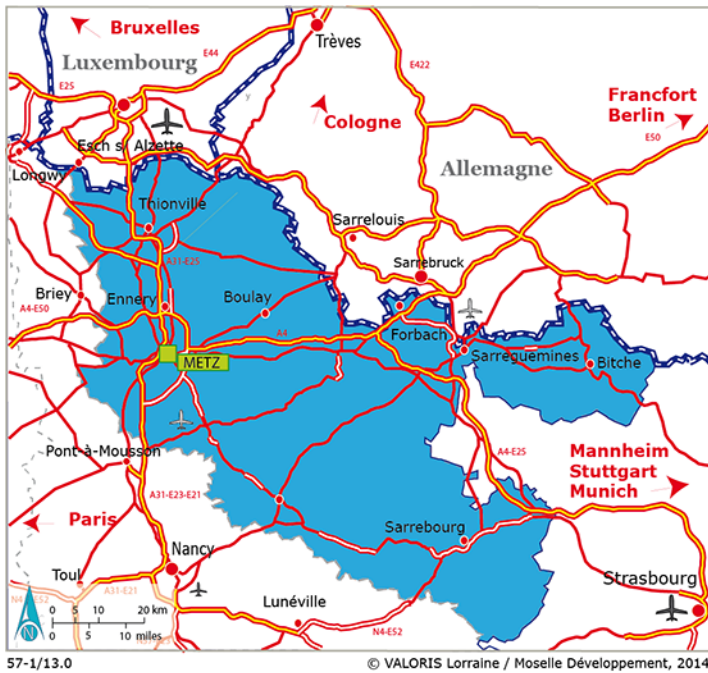 Bruxelles
Trèves
E44
Luxembourg
E422
E25
Francfort
Berlin
Cologne
E50
Esch s/ Alzette
Longwy
Allemagne
Thionville
Sarrelouis
A31-E25
Sarrebruck
Briey
Ennery
Boulay
A4-E50
Forbach
A4
Sarreguemines
METZ
Bitche
Pont-à-Mousson
A4-E25
Mannheim
Stuttgart
Munich
A31-E23-E21
Paris
Sarrebourg
Nancy
Toul
Strasbourg
A31-E21
N4-E52
0 5 10 20 km
Lunéville
N
0 5 10 miles
N4-E52
57-1/13.0
© VALORIS Lorraine / Moselle Développement, 2014